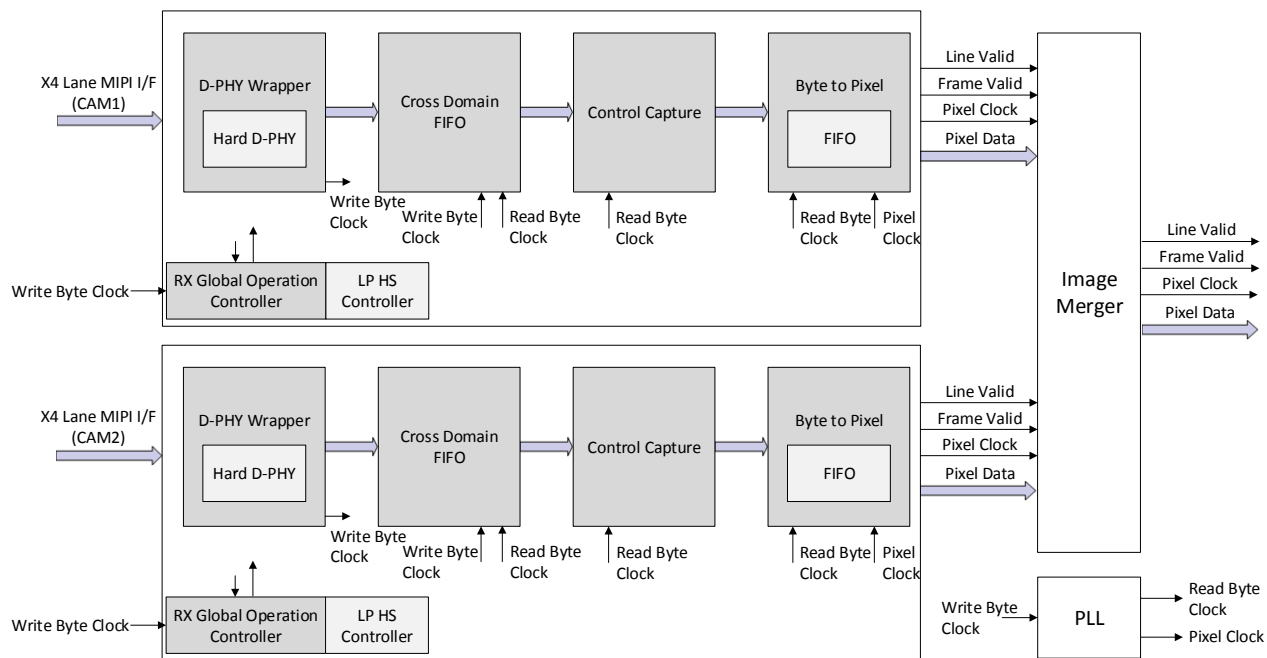 X4 Lane MIPI I/F
(CAM1)
D-PHY Wrapper
Hard D-PHY
Write Byte
Clock
Cross Domain
FIFO
Write Byte
Clock
Read Byte
Clock
Control Capture
Read Byte
Clock
Byte to Pixel
FIFO
Read Byte
Clock
Pixel
Clock
Line Valid
Frame Valid
Pixel Clock
Pixel Data
Write Byte Clock
RX Global Operation
Controller
LP HS
Controller
Image
Merger
Line Valid
Frame Valid
Pixel Clock
Pixel Data
X4 Lane MIPI I/F
(CAM2)
D-PHY Wrapper
Hard D-PHY
Write Byte
Clock
Cross Domain
FIFO
Write Byte
Clock
Read Byte
Clock
Control Capture
Read Byte
Clock
Byte to Pixel
FIFO
Read Byte
Clock
Pixel
Clock
Line Valid
Frame Valid
Pixel Clock
Pixel Data
Write Byte Clock
RX Global Operation
Controller
LP HS
Controller
Write Byte
Clock
PLL
Read Byte
Clock
Pixel Clock